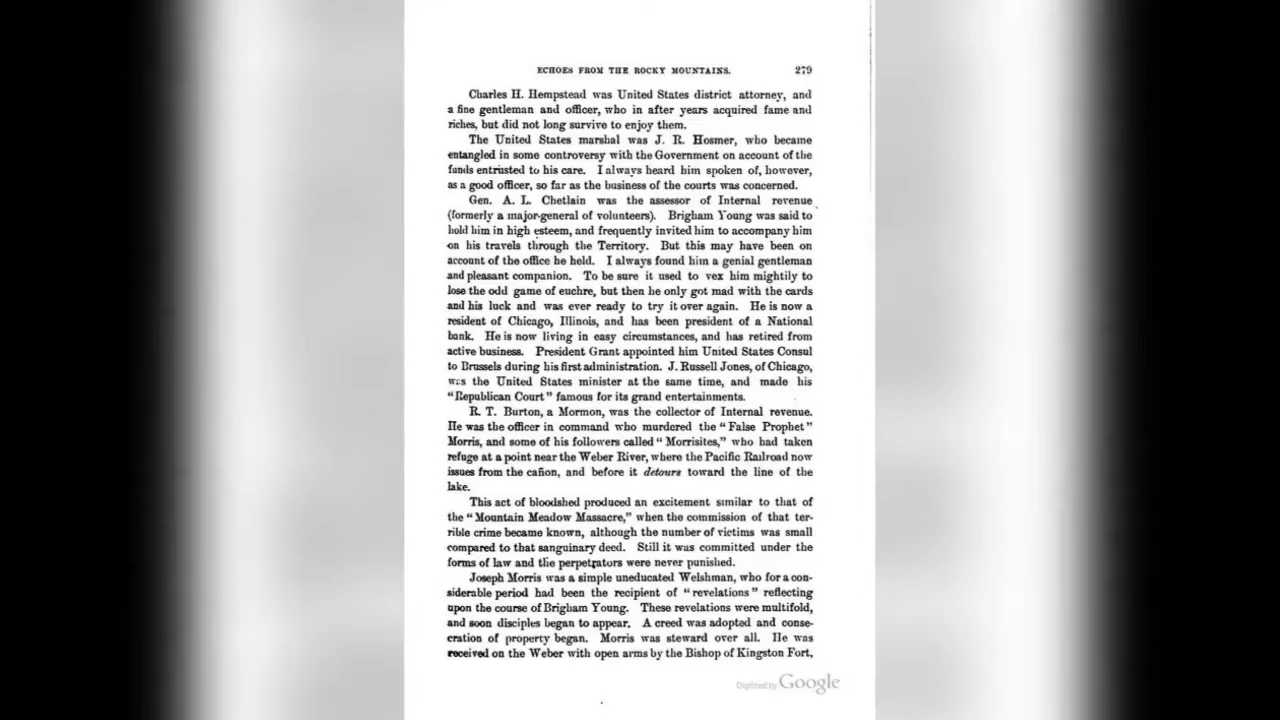 ECHOES FROM THE ROCKY MOUNTAINS. 279
Charles H. Hempstead was United States district attorney, and
a fine gentleman and officer, who in after years acquired fame and
riches, but did not long survive to enjoy them.
The United States marshal was J. R. Hosmer, who became
entangled in some controversy with the Government on account of the
funds entrusted to his care. I always heard him spoken of, however,
as a good officer, so far as the business of the courts was concerned.
Gen. A. L. Chetlain was the assessor of Internal revenue
(formerly a major-general of volunteers). Brigham Young was said to
hold him in high esteem, and frequently invited him to accompany him
on his travels through the Territory. But this may have been on
account of the office he held. I always found him a genial gentleman
and pleasant companion. To be sure it used to vex him mightily to
lose the odd game of euchre, but then he only got mad with the cards
and his luck and was ever ready to try it over again. He is now a
resident of Chicago, Illinois, and has been president of a National
bank. He is now living in easy circumstances, and has retired from
active business. President Grant appointed him United States Consul
to Brussels during his first administration. J. Russell Jones, of Chicago,
was the United States minister at the same time, and made his
"Republican Court" famous for its grand entertainments.
R. T. Burton, a Mormon, was the collector of Internal revenue.
He was the officer in command who murdered the "False Prophet"
Morris, and some of his followers called "Morrisites," who had taken
refuge at a point near the Weber River, where the Pacific Railroad now
issues from the cañon, and before it detours toward the line of the
lake.
This act of bloodshed produced an excitement similar to that of
the "Mountain Meadow Massacre," when the commission of that ter-
rible crime became known, although the number of victims was small
compared to that sanguinary deed. Still it was committed under the
forms of law and the perpetrators were never punished.
Joseph Morris was a simple uneducated Welshman, who for a con-
siderable period had been the recipient of "revelations" reflecting
upon the course of Brigham Young. These revelations were multifold,
and soon disciples began to appear. A creed was adopted and conse-
cration of property began. Morris was steward over all. He was
received on the Weber with open arms by the Bishop of Kingston Fort,
Digitized by Google